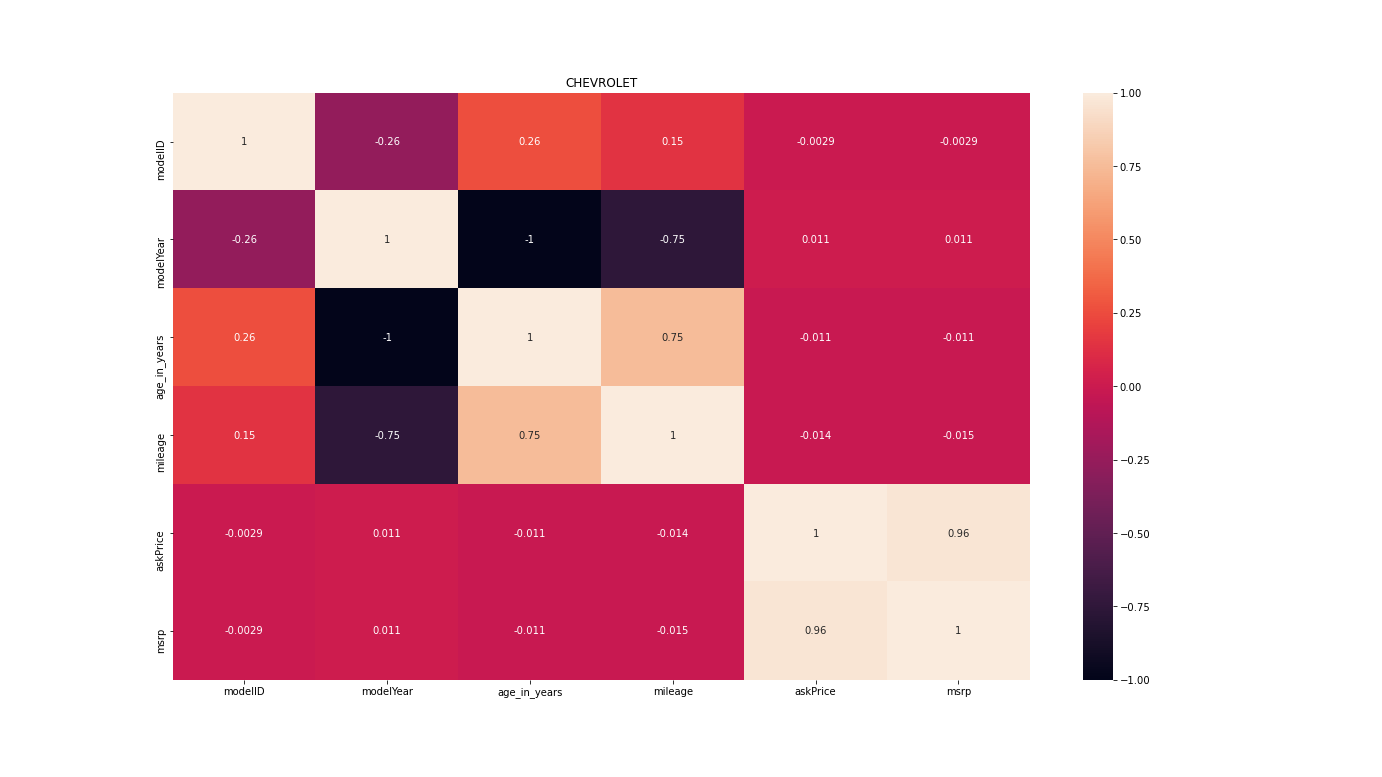 CHEVROLET
modelID 1 -0.26 0.26 0.15 -0.0029 -0.0029
modelYear -0.26 1 -1 -0.75 0.011 0.011
age_in_years 0.26 -1 1 0.75 -0.011 -0.011
mileage 0.15 -0.75 0.75 1 -0.014 -0.015
askPrice -0.0029 0.011 -0.011 -0.014 1 0.96
msrp -0.0029 0.011 -0.011 -0.015 0.96 1
modelID modelYear age_in_years mileage askPrice msrp
1.00
0.75
0.50
0.25
0.00
−0.25
−0.50
−0.75
−1.00